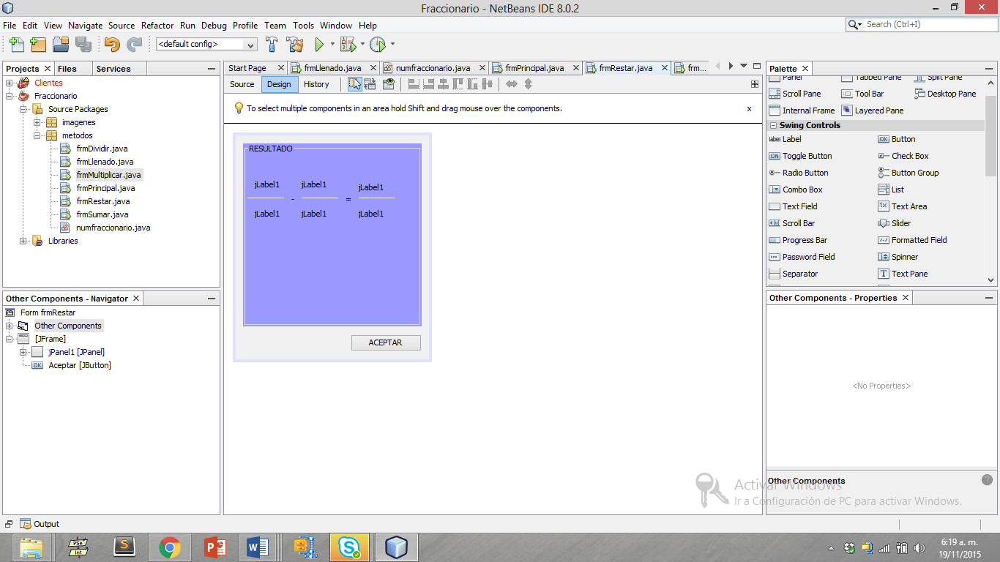 Fraccionario - NetBeans IDE 8.0.2
File Edit View Navigate Source Refactor Run Debug Profile Team Tools Window Help
Search (Ctrl+I)
<default config>
Projects Files Services
Clientes
Fraccionario
Source Packages
imagenes
metodos
frmDividir.java
frmLlenado.java
frmMultiplicar.java
frmPrincipal.java
frmRestar.java
frmSumar.java
numfraccionario.java
Libraries
Other Components - Navigator
Form frmRestar
Other Components
[JFrame]
jPanel1 [JPanel]
OK Aceptar [JButton]
Start Page frmLlenado.java numfraccionario.java frmPrincipal.java frmRestar.java frm...
Source Design History
To select multiple components in an area hold Shift and drag mouse over the components. x
RESULTADO
jLabel1 jLabel1 jLabel1
- =
jLabel1 jLabel1 jLabel1
ACEPTAR
Palette
Panel Tabbed Pane Split Pane
Scroll Pane Tool Bar Desktop Pane
Internal Frame Layered Pane
Swing Controls
label Label OK Button
ON Toggle Button Check Box
Radio Button Button Group
Combo Box List
Text Field Text Area
Scroll Bar Slider
Progress Bar Formatted Field
Password Field Spinner
Separator T Text Pane
Other Components - Properties
<No Properties>
Other Components
Activar Windows
Ir a Configuración de PC para activar Windows.
Output
PSe
Int
6:19 a. m.
19/11/2015